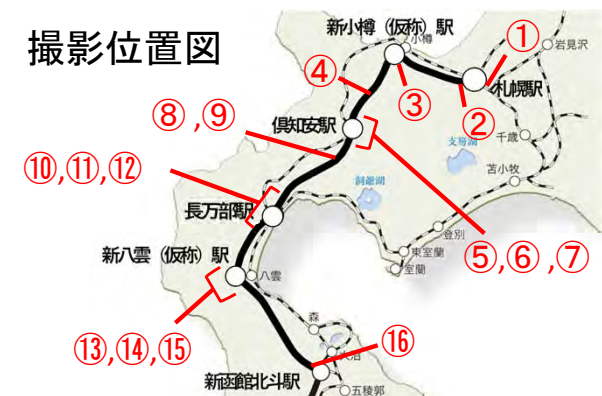 撮影位置図
新小樽(仮称)駅
小樽
①
岩見沢
札幌駅
④
③
②
⑧,⑨
倶知安駅
千歳
支笏湖
⑩,⑪,⑫
苫小牧
洞爺湖
長万部駅
登別
⑤,⑥,⑦
東室蘭
室蘭
新八雲(仮称)駅
八雲
⑬,⑭,⑮
森
⑯
大沼
新函館北斗駅
五稜郭